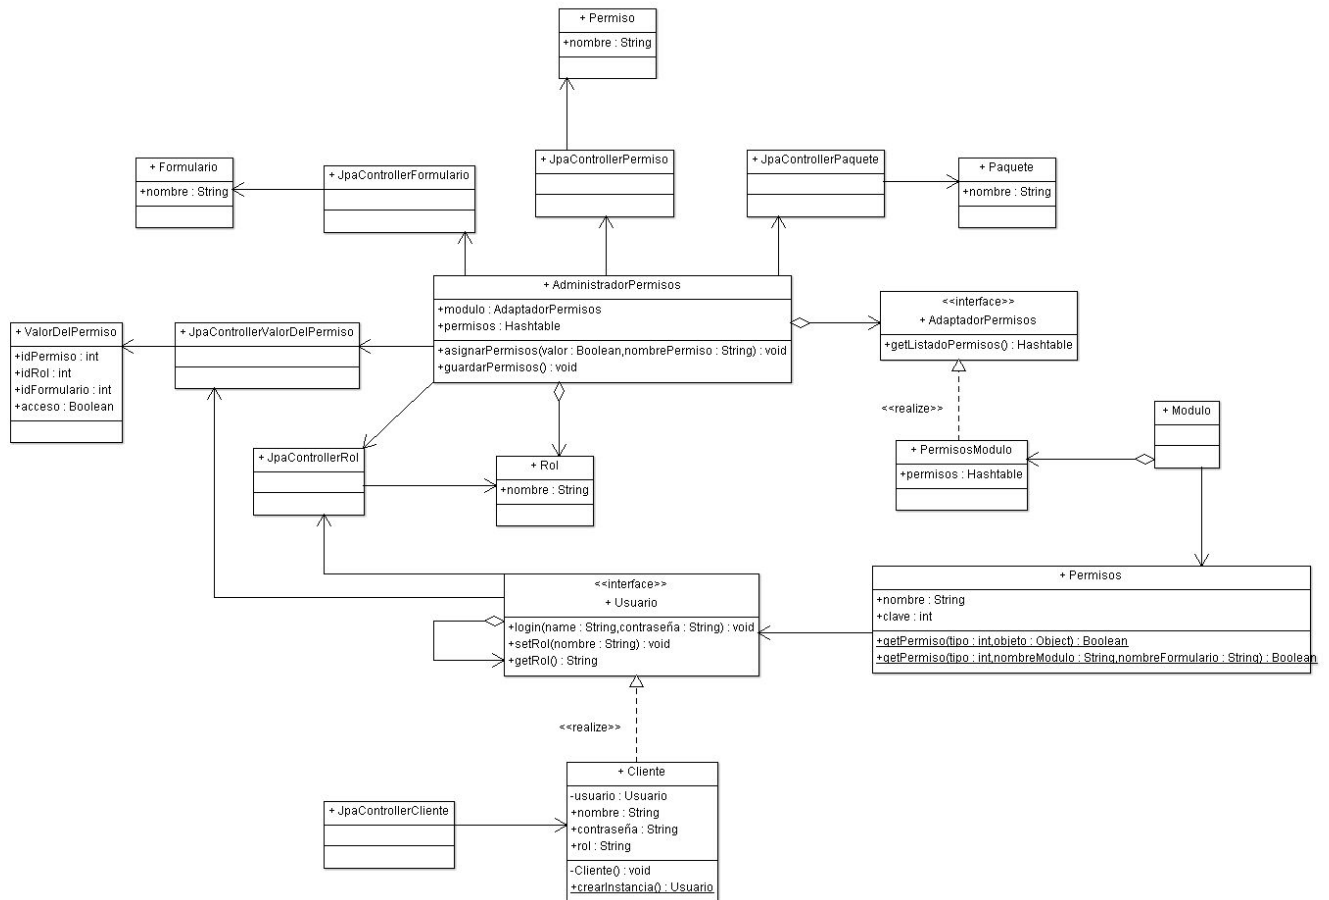 + Permiso
+nombre : String
+ Formulario
+nombre : String
+ JpaControllerFormulario
+ JpaControllerPermiso
+ JpaControllerPaquete
+ Paquete
+nombre : String
+ AdministradorPermisos
+modulo : AdaptadorPermisos
+permisos : Hashtable
+asignarPermisos(valor : Boolean,nombrePermiso : String) : void
+guardarPermisos() : void
<<interface>>
+ AdaptadorPermisos
+getListadoPermisos() : Hashtable
+ ValorDelPermiso
+idPermiso : int
+idRol : int
+idFormulario : int
+acceso : Boolean
+ JpaControllerValorDelPermiso
<<realize>>
+ Modulo
+ PermisosModulo
+permisos : Hashtable
+ JpaControllerRol
+ Rol
+nombre : String
<<interface>>
+ Usuario
+login(name : String,contraseña : String) : void
+setRol(nombre : String) : void
+getRol() : String
+ Permisos
+nombre : String
+clave : int
+getPermiso(tipo : int,objeto : Object) : Boolean
+getPermiso(tipo : int,nombreModulo : String,nombreFormulario : String) : Boolean
<<realize>>
+ JpaControllerCliente
+ Cliente
-usuario : Usuario
+nombre : String
+contraseña : String
+rol : String
-Cliente() : void
+crearInstancia() : Usuario